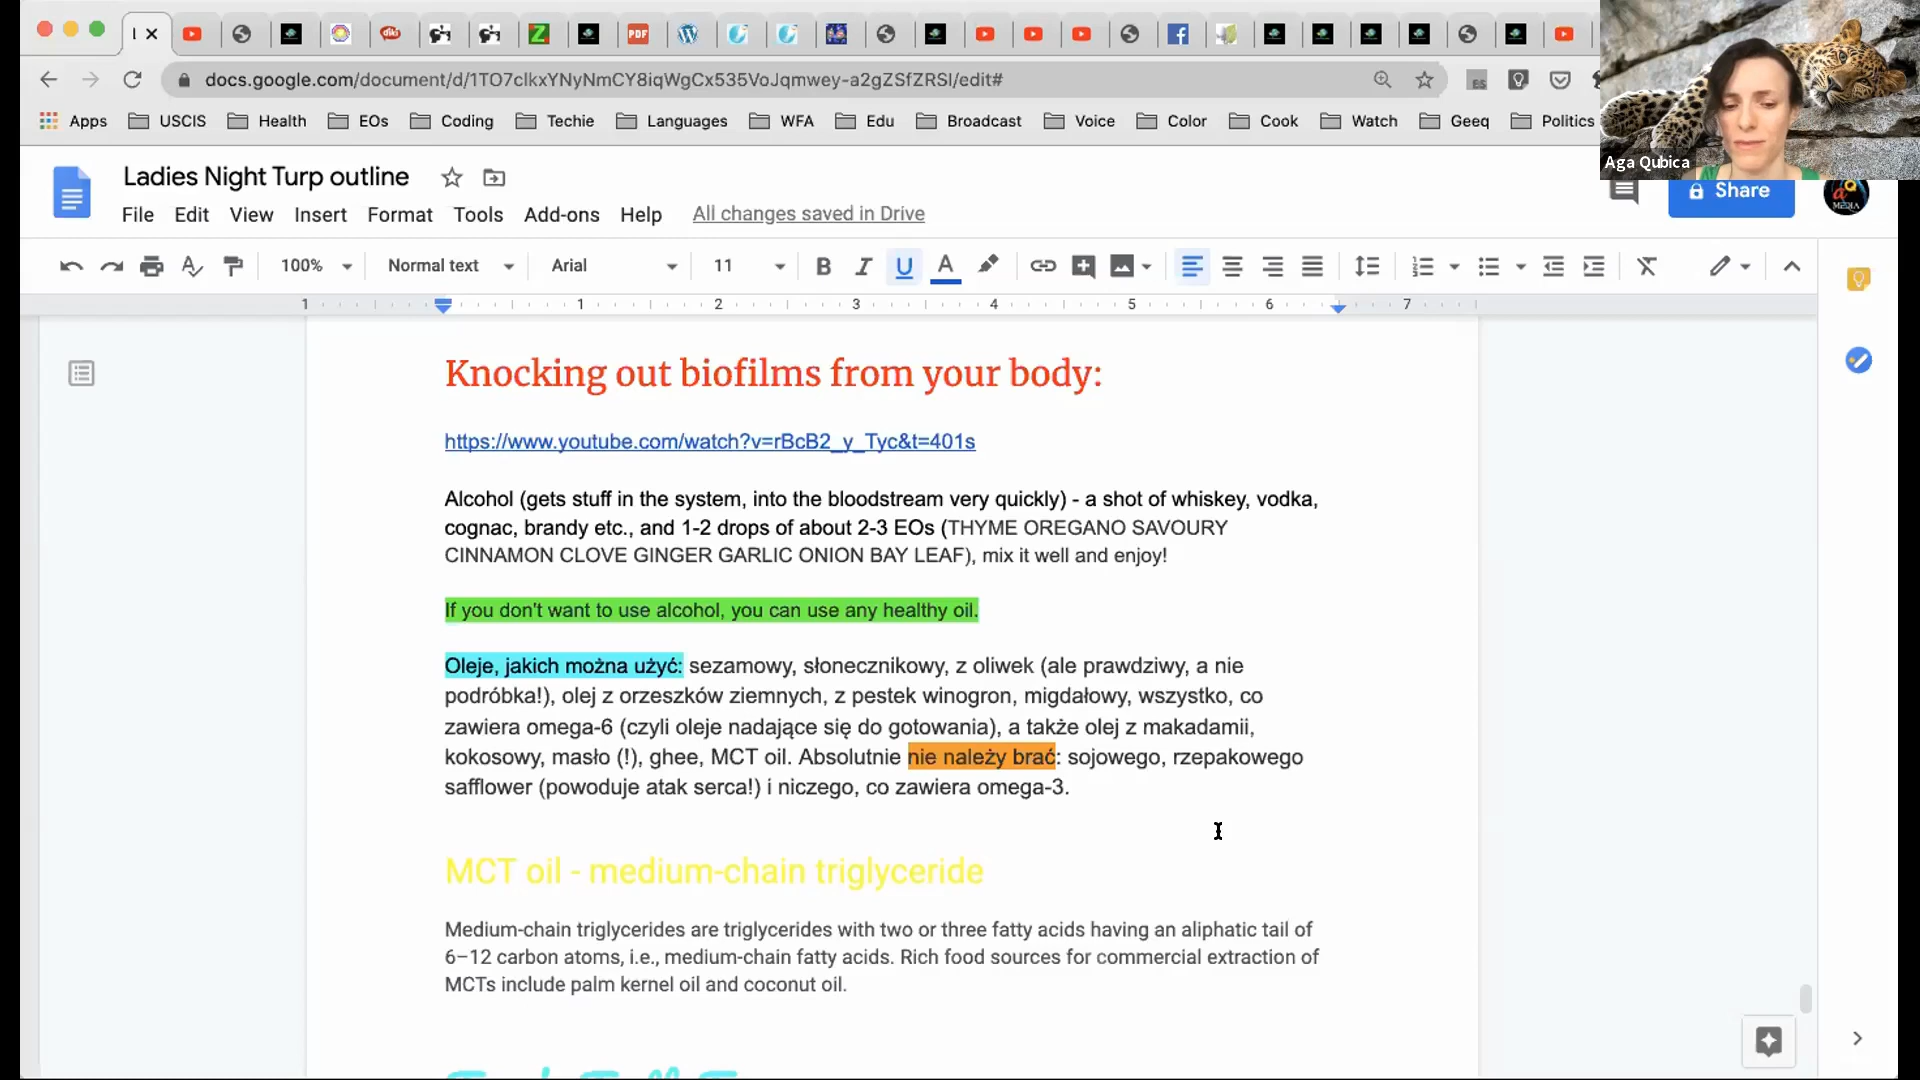 docs.google.com/document/d/1TO7clkxYNyNmCY8iqWgCx535VoJqmwey-a2gZSfZRSI/edit#
Apps USCIS Health EOs Coding Techie Languages WFA Edu Broadcast Voice Color Cook Watch Geeq Politics
Aga Qubica
Ladies Night Turp outline
Share
File Edit View Insert Format Tools Add-ons Help All changes saved in Drive
100% Normal text Arial 11
1 1 2 3 4 5 6 7
Knocking out biofilms from your body:
https://www.youtube.com/watch?v=rBcB2_y_Tyc&t=401s
Alcohol (gets stuff in the system, into the bloodstream very quickly) - a shot of whiskey, vodka,
cognac, brandy etc., and 1-2 drops of about 2-3 EOs (THYME OREGANO SAVOURY
CINNAMON CLOVE GINGER GARLIC ONION BAY LEAF), mix it well and enjoy!
If you don't want to use alcohol, you can use any healthy oil.
Oleje, jakich można użyć: sezamowy, słonecznikowy, z oliwek (ale prawdziwy, a nie
podróbka!), olej z orzeszków ziemnych, z pestek winogron, migdałowy, wszystko, co
zawiera omega-6 (czyli oleje nadające się do gotowania), a także olej z makadamii,
kokosowy, masło (!), ghee, MCT oil. Absolutnie nie należy brać: sojowego, rzepakowego
safflower (powoduje atak serca!) i niczego, co zawiera omega-3.
MCT oil - medium-chain triglyceride
Medium-chain triglycerides are triglycerides with two or three fatty acids having an aliphatic tail of
6–12 carbon atoms, i.e., medium-chain fatty acids. Rich food sources for commercial extraction of
MCTs include palm kernel oil and coconut oil.